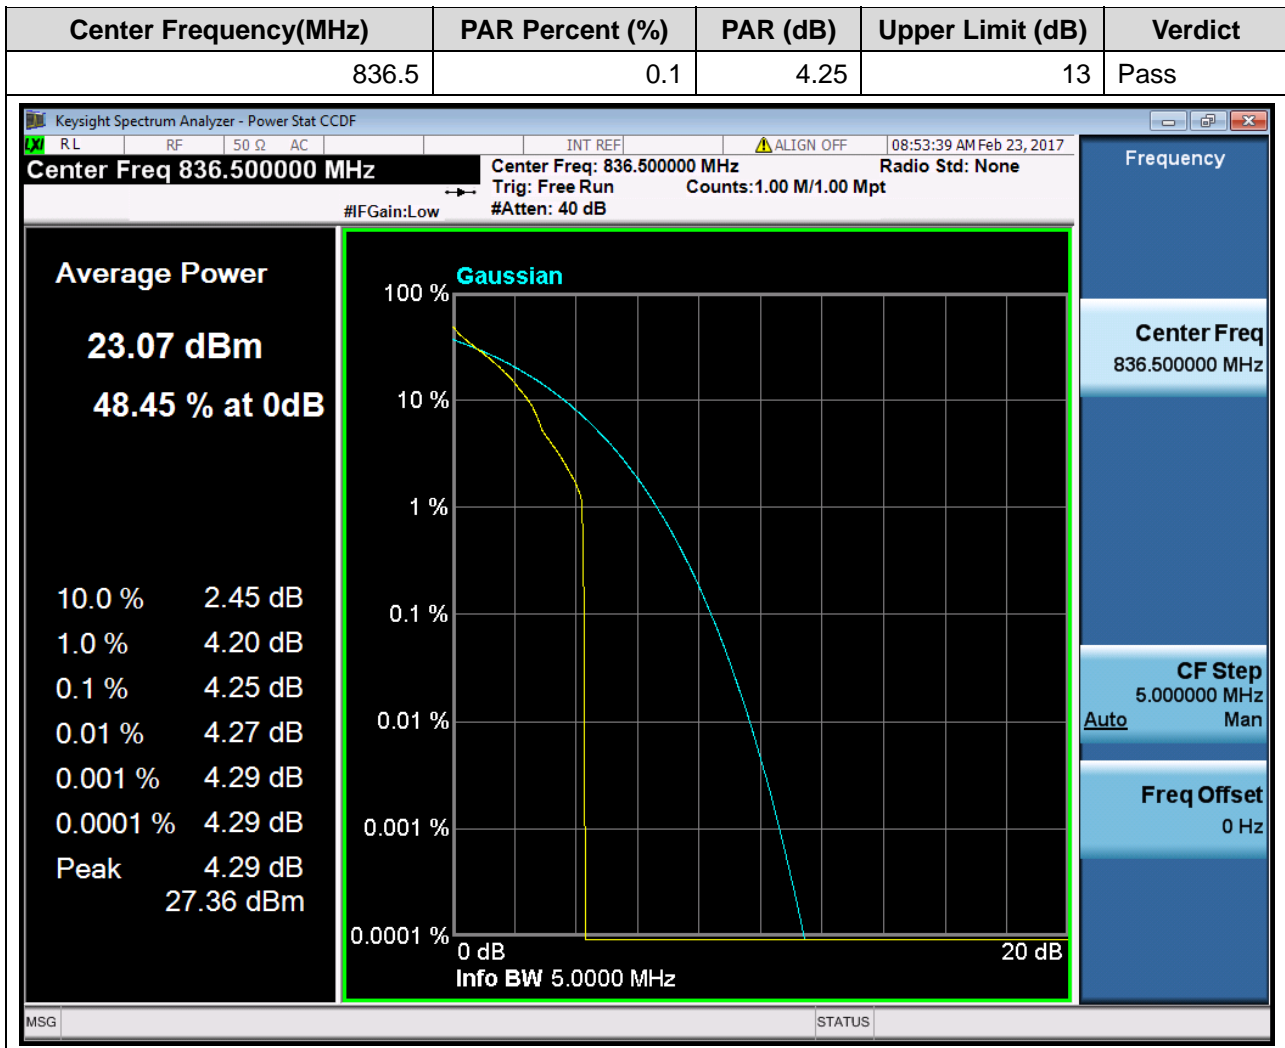 Center Frequency(MHz) PAR Percent (%) PAR (dB) Upper Limit (dB) Verdict
836.5 0.1 4.25 13 Pass
Keysight Spectrum Analyzer - Power Stat CCDF
LXI RL RF 50 Ω AC INT REF ALIGN OFF 08:53:39 AM Feb 23, 2017
Center Freq 836.500000 MHz
Center Freq: 836.500000 MHz Radio Std: None
Trig: Free Run Counts:1.00 M/1.00 Mpt
#IFGain:Low #Atten: 40 dB
Average Power
23.07 dBm
48.45 % at 0dB
10.0 % 2.45 dB
1.0 % 4.20 dB
0.1 % 4.25 dB
0.01 % 4.27 dB
0.001 % 4.29 dB
0.0001 % 4.29 dB
Peak 4.29 dB
27.36 dBm
Gaussian
100 %
10 %
1 %
0.1 %
0.01 %
0.001 %
0.0001 %
0 dB 20 dB
Info BW 5.0000 MHz
Frequency
Center Freq
836.500000 MHz
CF Step
5.000000 MHz
Auto Man
Freq Offset
0 Hz
MSG STATUS